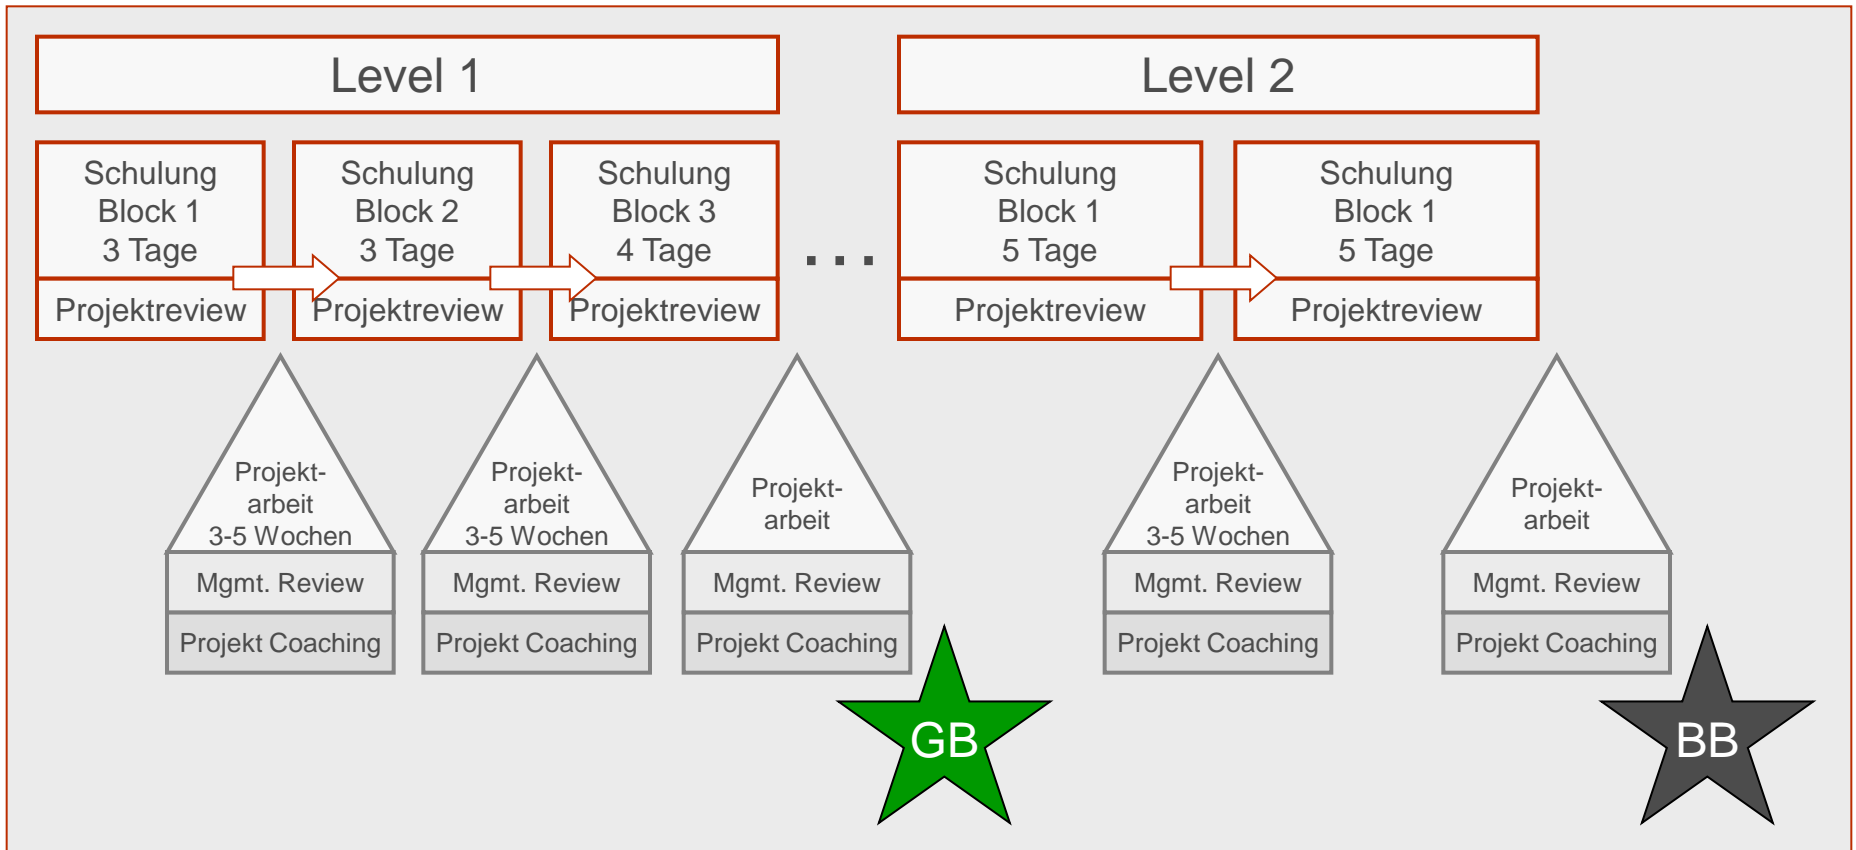 Level 1
Level 2
Schulung
Block 1
3 Tage
Projektreview
Schulung
Block 2
3 Tage
Projektreview
Schulung
Block 3
4 Tage
Projektreview
...
Schulung
Block 1
5 Tage
Projektreview
Schulung
Block 1
5 Tage
Projektreview
Projekt-
arbeit
3-5 Wochen
Mgmt. Review
Projekt Coaching
Projekt-
arbeit
3-5 Wochen
Mgmt. Review
Projekt Coaching
Projekt-
arbeit
Mgmt. Review
Projekt Coaching
GB
Projekt-
arbeit
3-5 Wochen
Mgmt. Review
Projekt Coaching
Projekt-
arbeit
Mgmt. Review
Projekt Coaching
BB